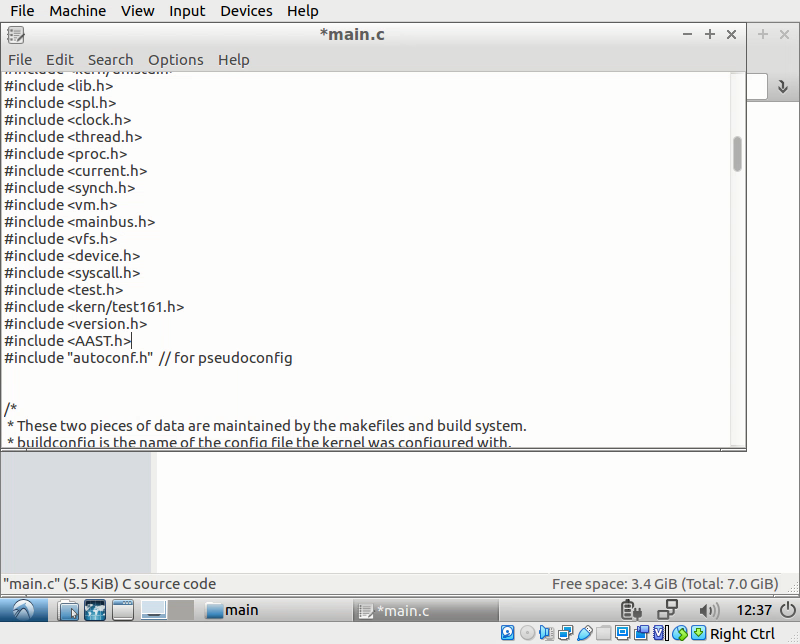 File Machine View Input Devices Help
*main.c
File Edit Search Options Help
#include <kern/unistd.h>
#include <lib.h>
#include <spl.h>
#include <clock.h>
#include <thread.h>
#include <proc.h>
#include <current.h>
#include <synch.h>
#include <vm.h>
#include <mainbus.h>
#include <vfs.h>
#include <device.h>
#include <syscall.h>
#include <test.h>
#include <kern/test161.h>
#include <version.h>
#include <AAST.h>
#include "autoconf.h" // for pseudoconfig
/*
* These two pieces of data are maintained by the makefiles and build system.
* buildconfig is the name of the config file the kernel was configured with.
"main.c" (5.5 KiB) C source code
Free space: 3.4 GiB (Total: 7.0 GiB)
main
*main.c
12:37
Right Ctrl